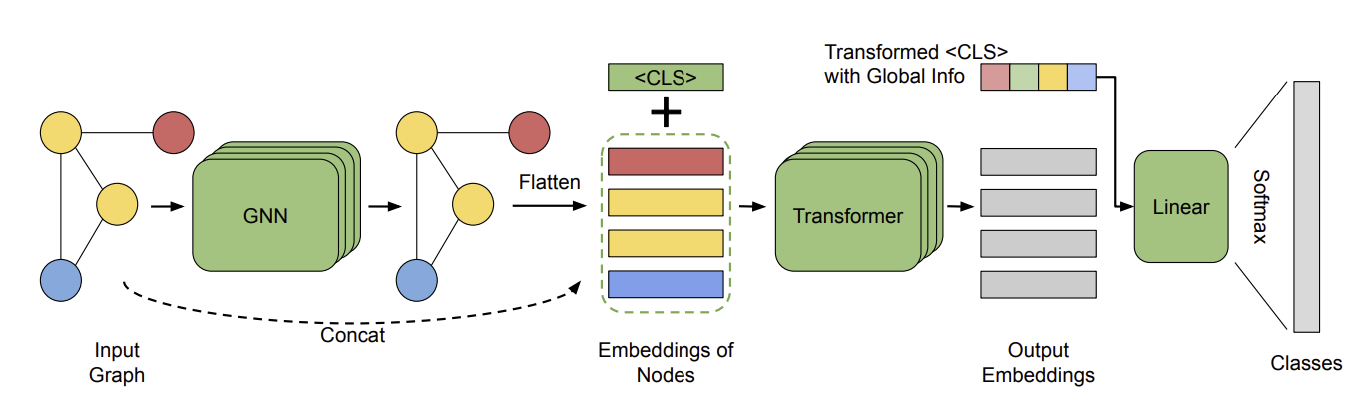 Input
Graph
GNN
Concat
Flatten
<CLS>
+
Embeddings of
Nodes
Transformer
Transformed <CLS>
with Global Info
Output
Embeddings
Linear
Softmax
Classes